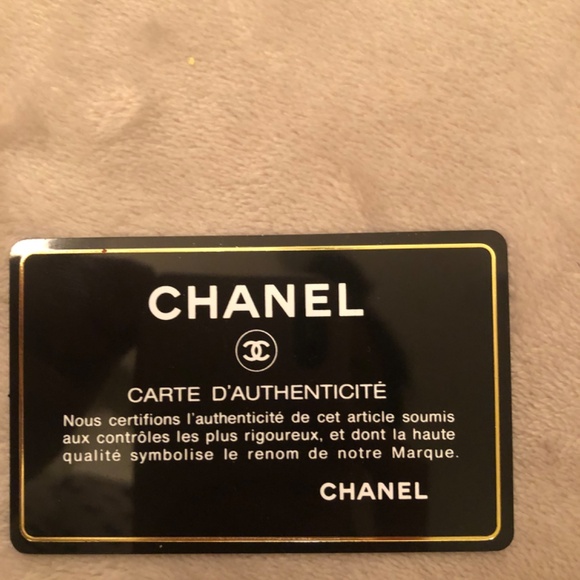 CHANEL
CARTE D'AUTHENTICITÉ
Nous certifions l'authenticité de cet article soumis
aux contrôles les plus rigoureux, et dont la haute
qualité symbolise le renom de notre Marque.
CHANEL